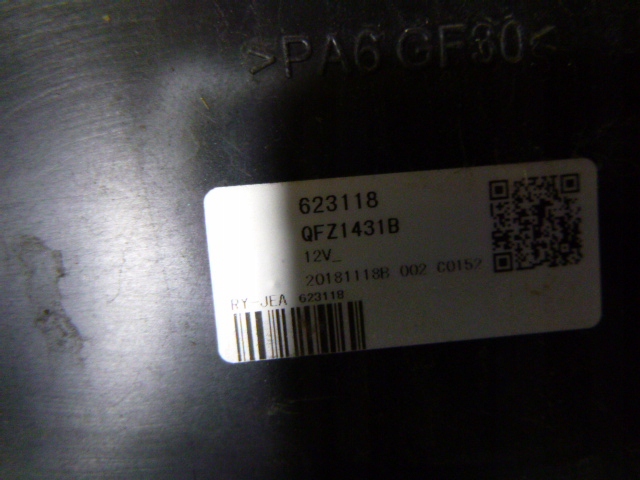 >PA6 GF30<
623118
QFZ1431B
12V_
20181118B 002 C0152
RY-JEA 623118